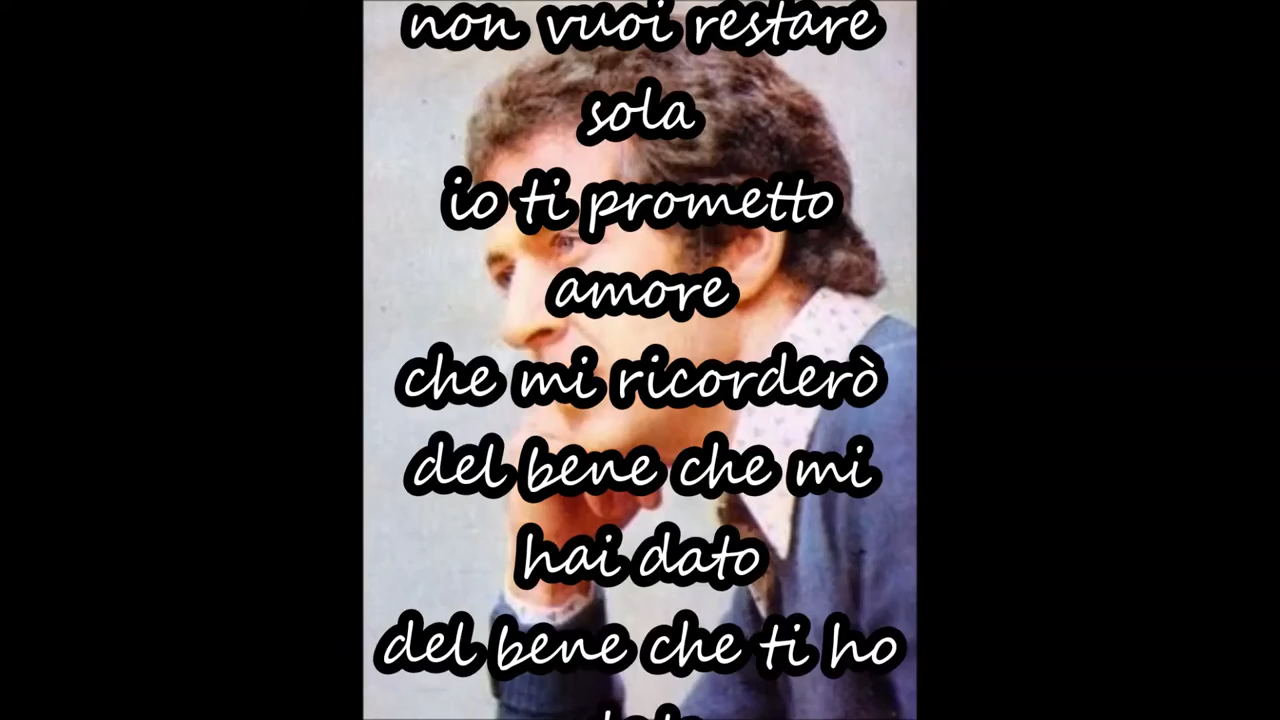 non vuoi restare
sola
io ti prometto
amore
che mi ricorderò
del bene che mi
hai dato
del bene che ti ho